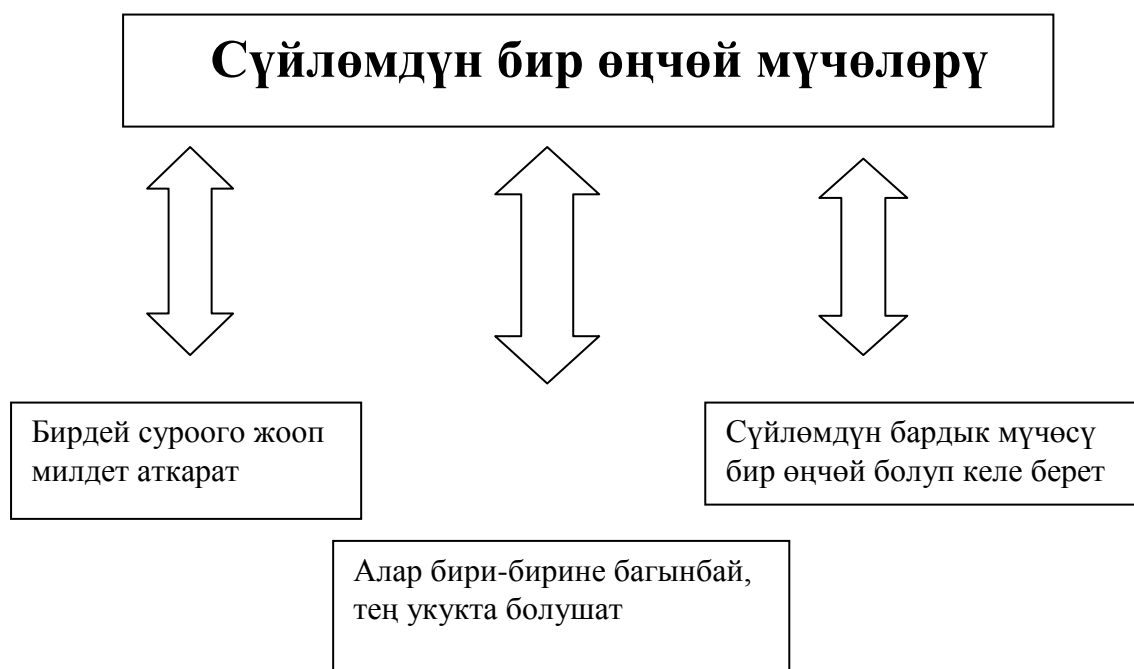 Сүйлөмдүн бир өңчөй мүчөлөрү
Бирдей суроого жооп
милдет аткарат
Сүйлөмдүн бардык мүчөсү
бир өңчөй болуп келе берет
Алар бири-бирине багынбай,
тең укукта болушат